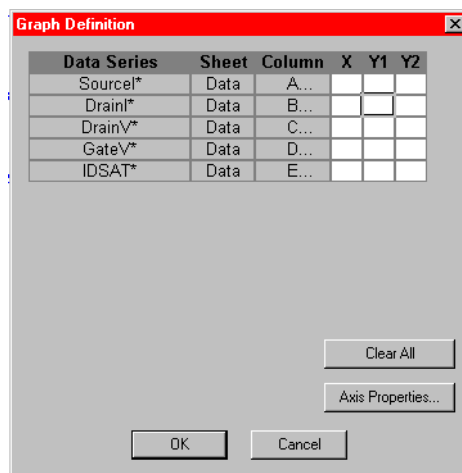 Graph Definition
Data Series Sheet Column X Y1 Y2
SourceI* Data A...
DrainI* Data B...
DrainV* Data C...
GateV* Data D...
IDSAT* Data E...
Clear All
Axis Properties...
OK Cancel